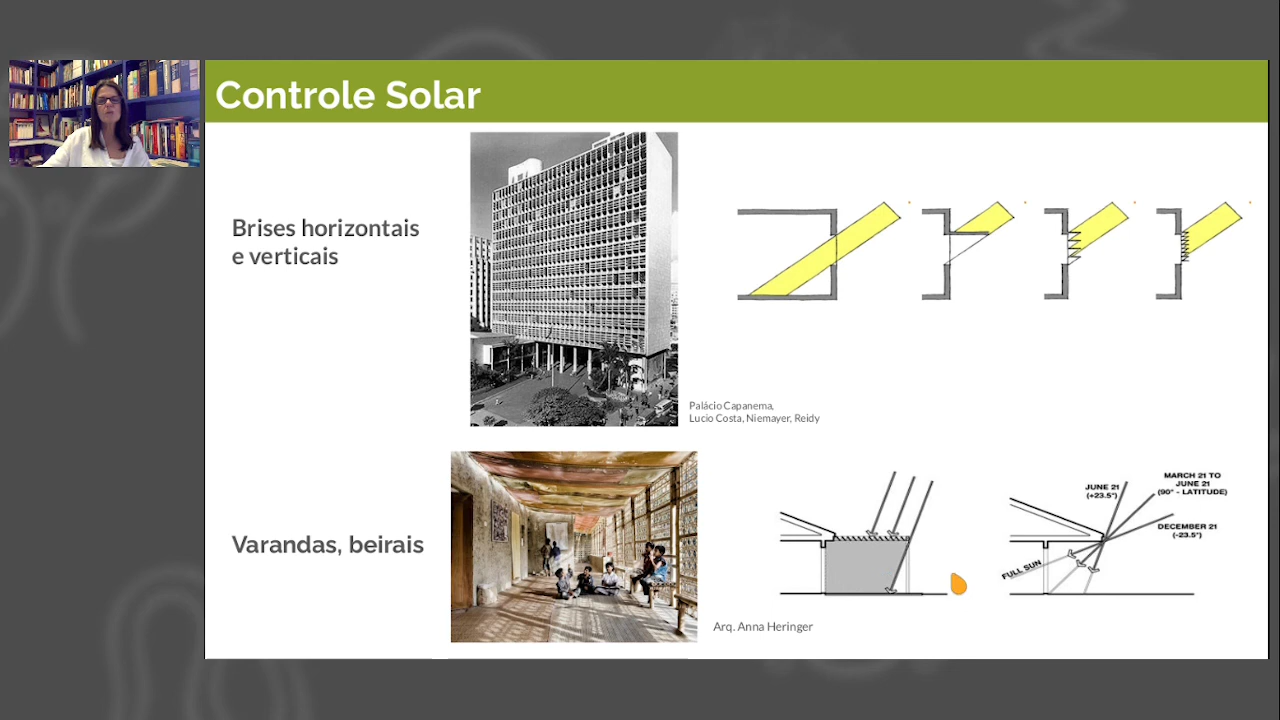 Controle Solar
Brises horizontais
e verticais
Palácio Capanema,
Lucio Costa, Niemayer, Reidy
Varandas, beirais
Arq. Anna Heringer
JUNE 21
(+23.5°)
MARCH 21 TO
JUNE 21
(90° - LATITUDE)
DECEMBER 21
(-23.5°)
FULL SUN